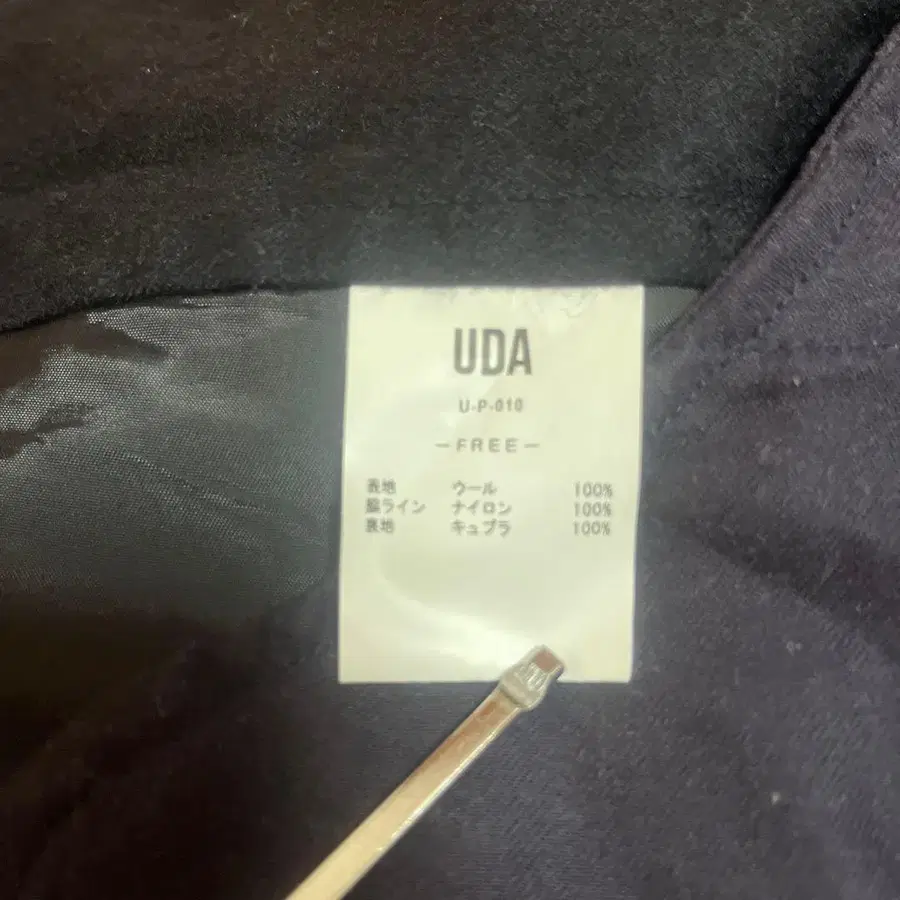 UDA
U-P-010
—FREE—
表地 ウール 100%
脇ライン ナイロン 100%
裏地 キュプラ 100%